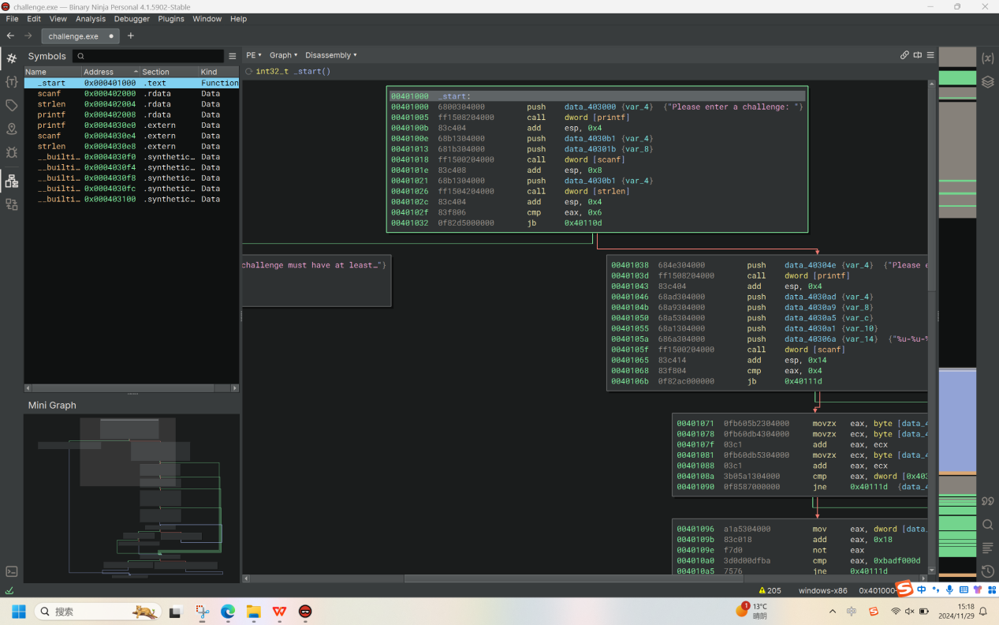 challenge.exe — Binary Ninja Personal 4.1.5902-Stable
File Edit View Analysis Debugger Plugins Window Help
challenge.exe
Symbols
PE Graph Disassembly
Name Address Section Kind
int32_t _start()
_start 0x000401000 .text Function
scanf 0x000402000 .rdata Data
strlen 0x000402004 .rdata Data
printf 0x000402008 .rdata Data
printf 0x0004030e0 .extern Data
scanf 0x0004030e4 .extern Data
strlen 0x0004030e8 .extern Data
__builti… 0x0004030f0 .synthetic… Data
__builti… 0x0004030f4 .synthetic… Data
__builti… 0x0004030f8 .synthetic… Data
__builti… 0x0004030fc .synthetic… Data
__builti… 0x000403100 .synthetic… Data
00401000 _start:
00401000 6800304000 push data_403000 {var_4} {"Please enter a challenge: "}
00401005 ff1508204000 call dword [printf]
0040100b 83c404 add esp, 0x4
0040100e 68b1304000 push data_4030b1 {var_4}
00401013 681b304000 push data_40301b {var_8}
00401018 ff1500204000 call dword [scanf]
0040101e 83c408 add esp, 0x8
00401021 68b1304000 push data_4030b1 {var_4}
00401026 ff1504204000 call dword [strlen]
0040102c 83c404 add esp, 0x4
0040102f 83f806 cmp eax, 0x6
00401032 0f82d5000000 jb 0x40110d
challenge must have at least…"}
00401038 684e304000 push data_40304e {var_4} {"Please e
0040103d ff1508204000 call dword [printf]
00401043 83c404 add esp, 0x4
00401046 68ad304000 push data_4030ad {var_4}
0040104b 68a9304000 push data_4030a9 {var_8}
00401050 68a5304000 push data_4030a5 {var_c}
00401055 68a1304000 push data_4030a1 {var_10}
0040105a 686a304000 push data_40306a {var_14} {"%u-%u-%
0040105f ff1500204000 call dword [scanf]
00401065 83c414 add esp, 0x14
00401068 83f804 cmp eax, 0x4
0040106b 0f82ac000000 jb 0x40111d
Mini Graph
00401071 0fb605b2304000 movzx eax, byte [data_4
00401078 0fb60db4304000 movzx ecx, byte [data_4
0040107f 03c1 add eax, ecx
00401081 0fb60db5304000 movzx ecx, byte [data_4
00401088 03c1 add eax, ecx
0040108a 3b05a1304000 cmp eax, dword [0x403
00401090 0f8587000000 jne 0x40111d {data_4
00401096 a1a5304000 mov eax, dword [data_
0040109b 83c018 add eax, 0x18
0040109e f7d0 not eax
004010a0 3d0d00dfba cmp eax, 0xbadf000d
004010a5 7576 jne 0x40111d
205 windows-x86 0x401000-
中
搜索
1
13°C
晴朗
中
15:18
2024/11/29